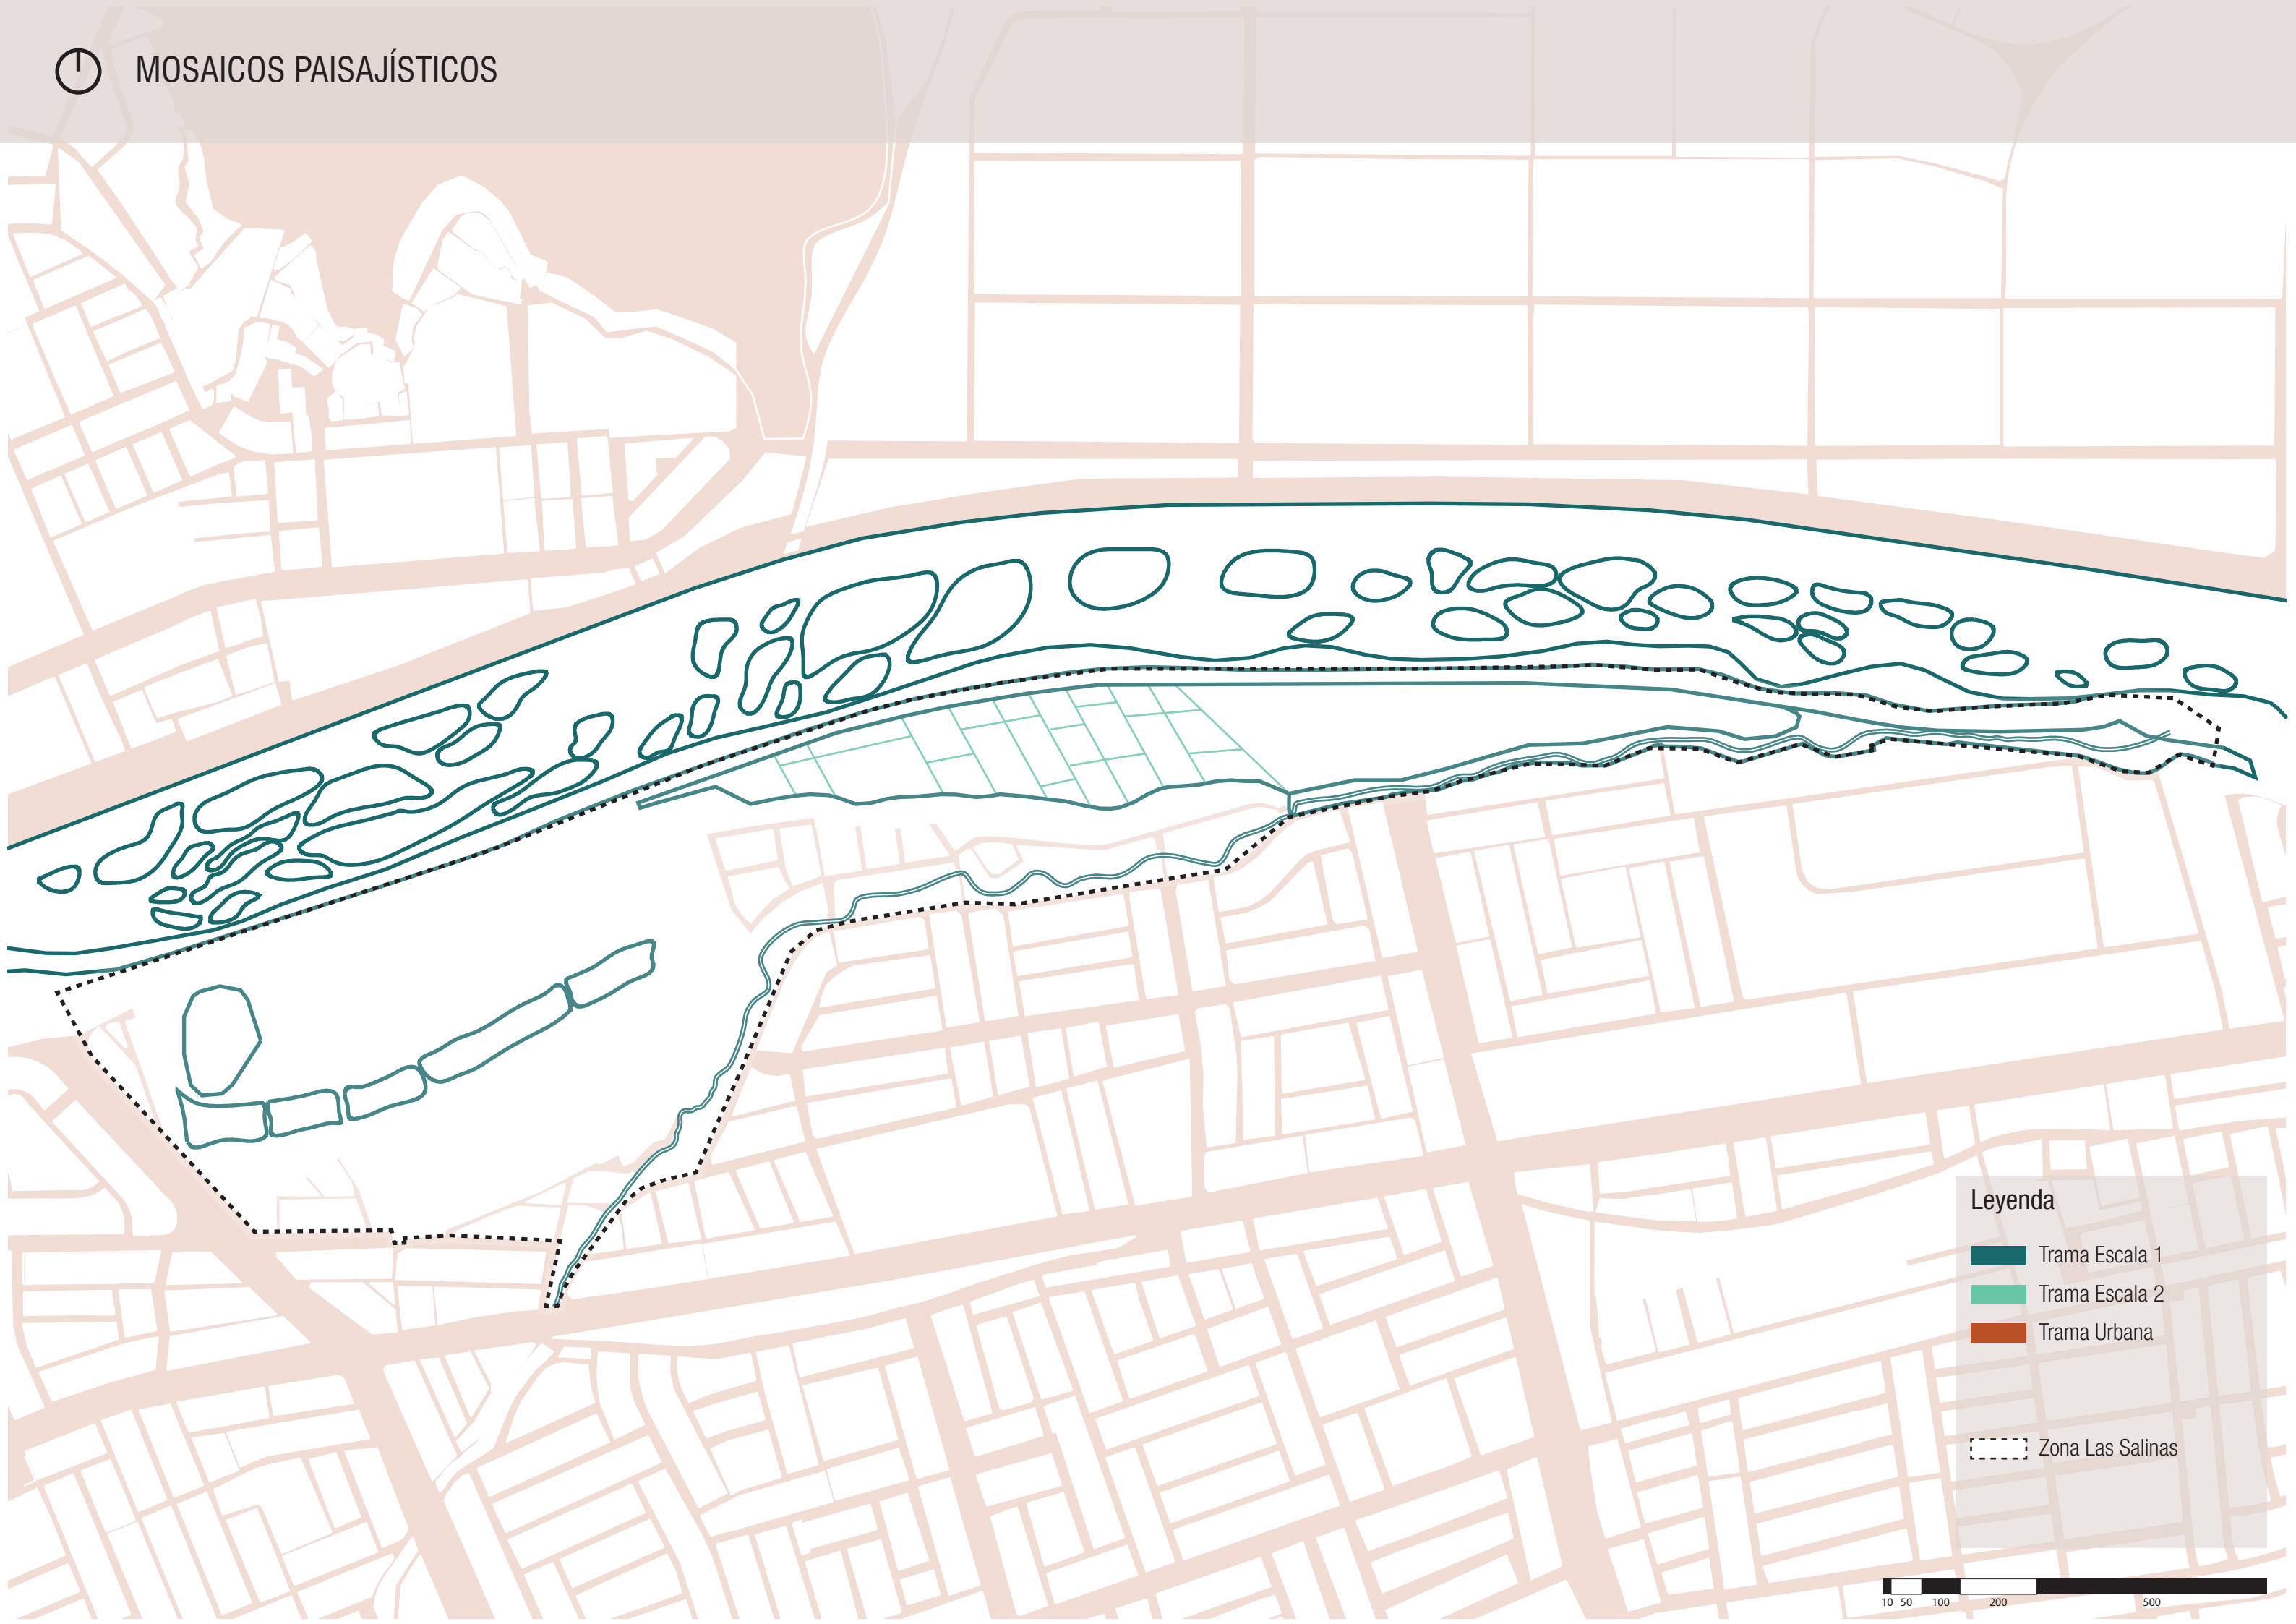 MOSAICOS PAISAJÍSTICOS
Leyenda
Trama Escala 1
Trama Escala 2
Trama Urbana
Zona Las Salinas
10 50 100 200 500